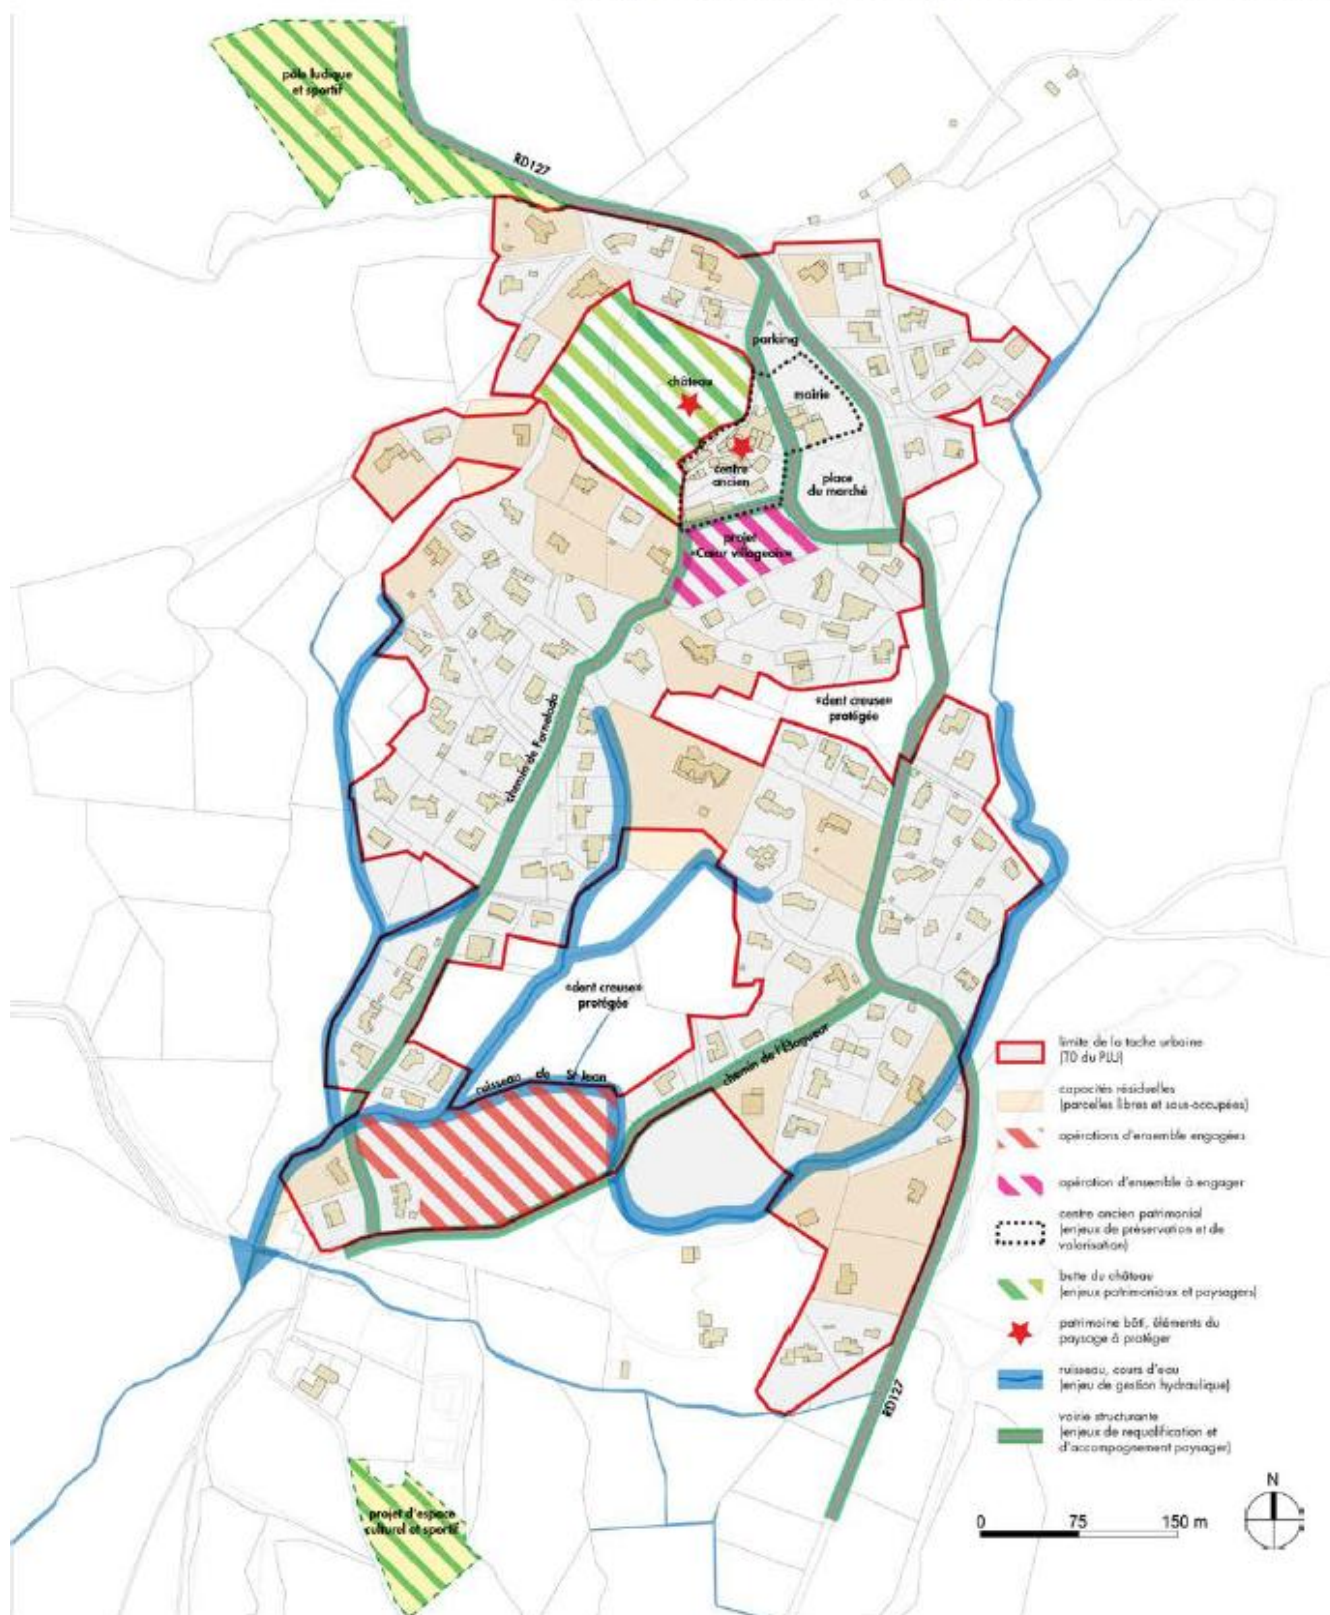 pôle ludique
et sportif
RD127
parking
château
mairie
centre
ancien
place
du marché
projet
«Cœur villageois»
«dent creuse»
protégée
chemin de Farnelade
«dent creuse»
protégée
ruisseau de St Jean
limite de la tache urbaine
(T0 du PLU)
capacités résiduelles
(parcelles libres et sous-occupées)
opérations d'ensemble engagées
opération d'ensemble à engager
centre ancien patrimonial
(enjeux de préservation et de
valorisation)
butte du château
(enjeux patrimoniaux et paysagers)
patrimoine bâti, éléments du
paysage à protéger
ruisseau, cours d'eau
(enjeu de gestion hydraulique)
voirie structurante
(enjeux de requalification et
d'accompagnement paysager)
RD127
N
0 75 150 m
projet d'espace
culturel et sportif